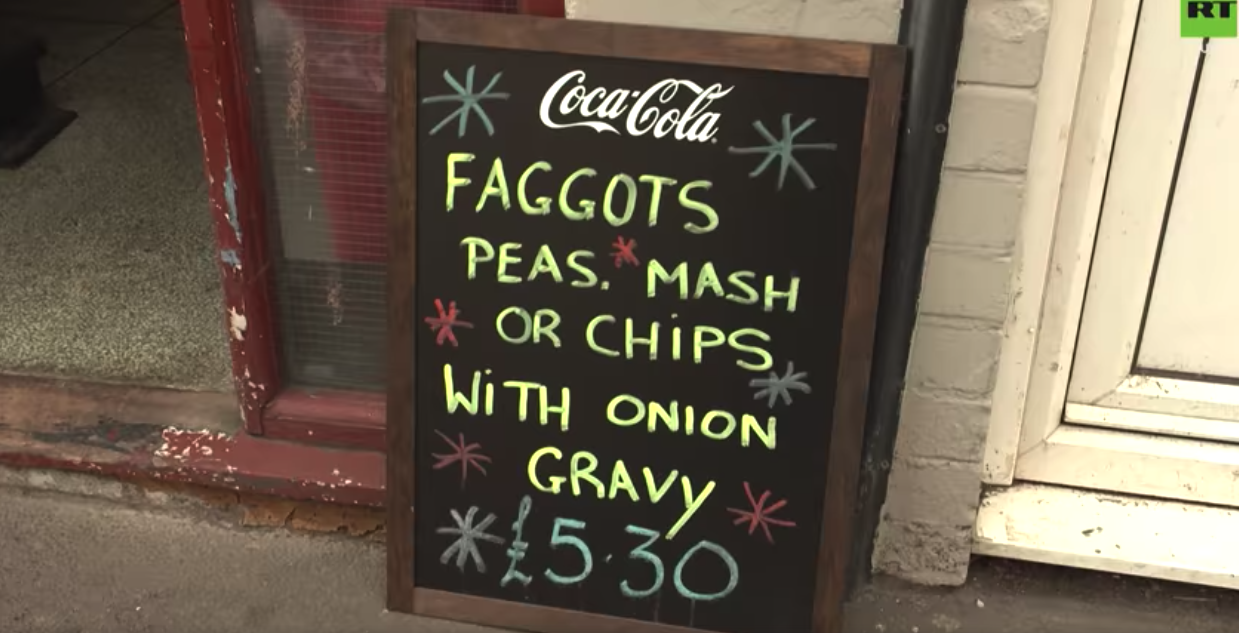 RT
Coca-Cola
FAGGOTS
PEAS. MASH
OR CHIPS
WITH ONION
GRAVY
£5.30